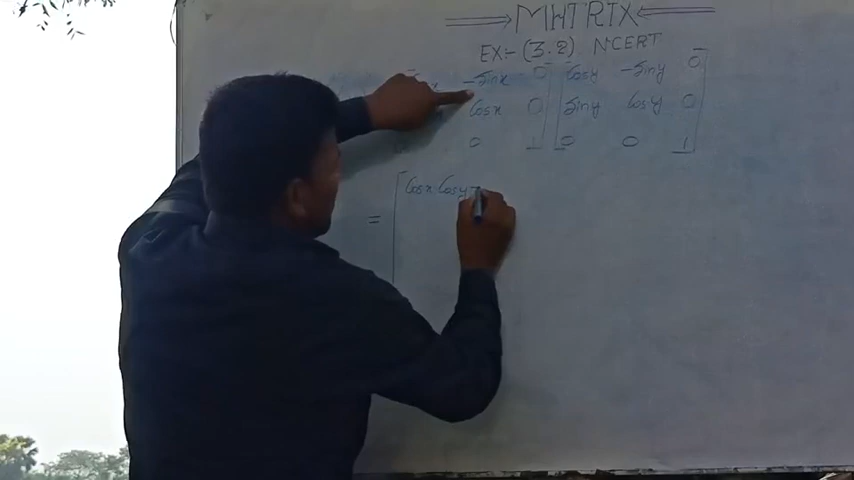 MHTRIX
EX:- (3.2) NCERT
-Sinx 0 Cosy -Siny 0
Cosx 0 Siny Cosy 0
0 1 0 0 1
= Cosx Cosy -